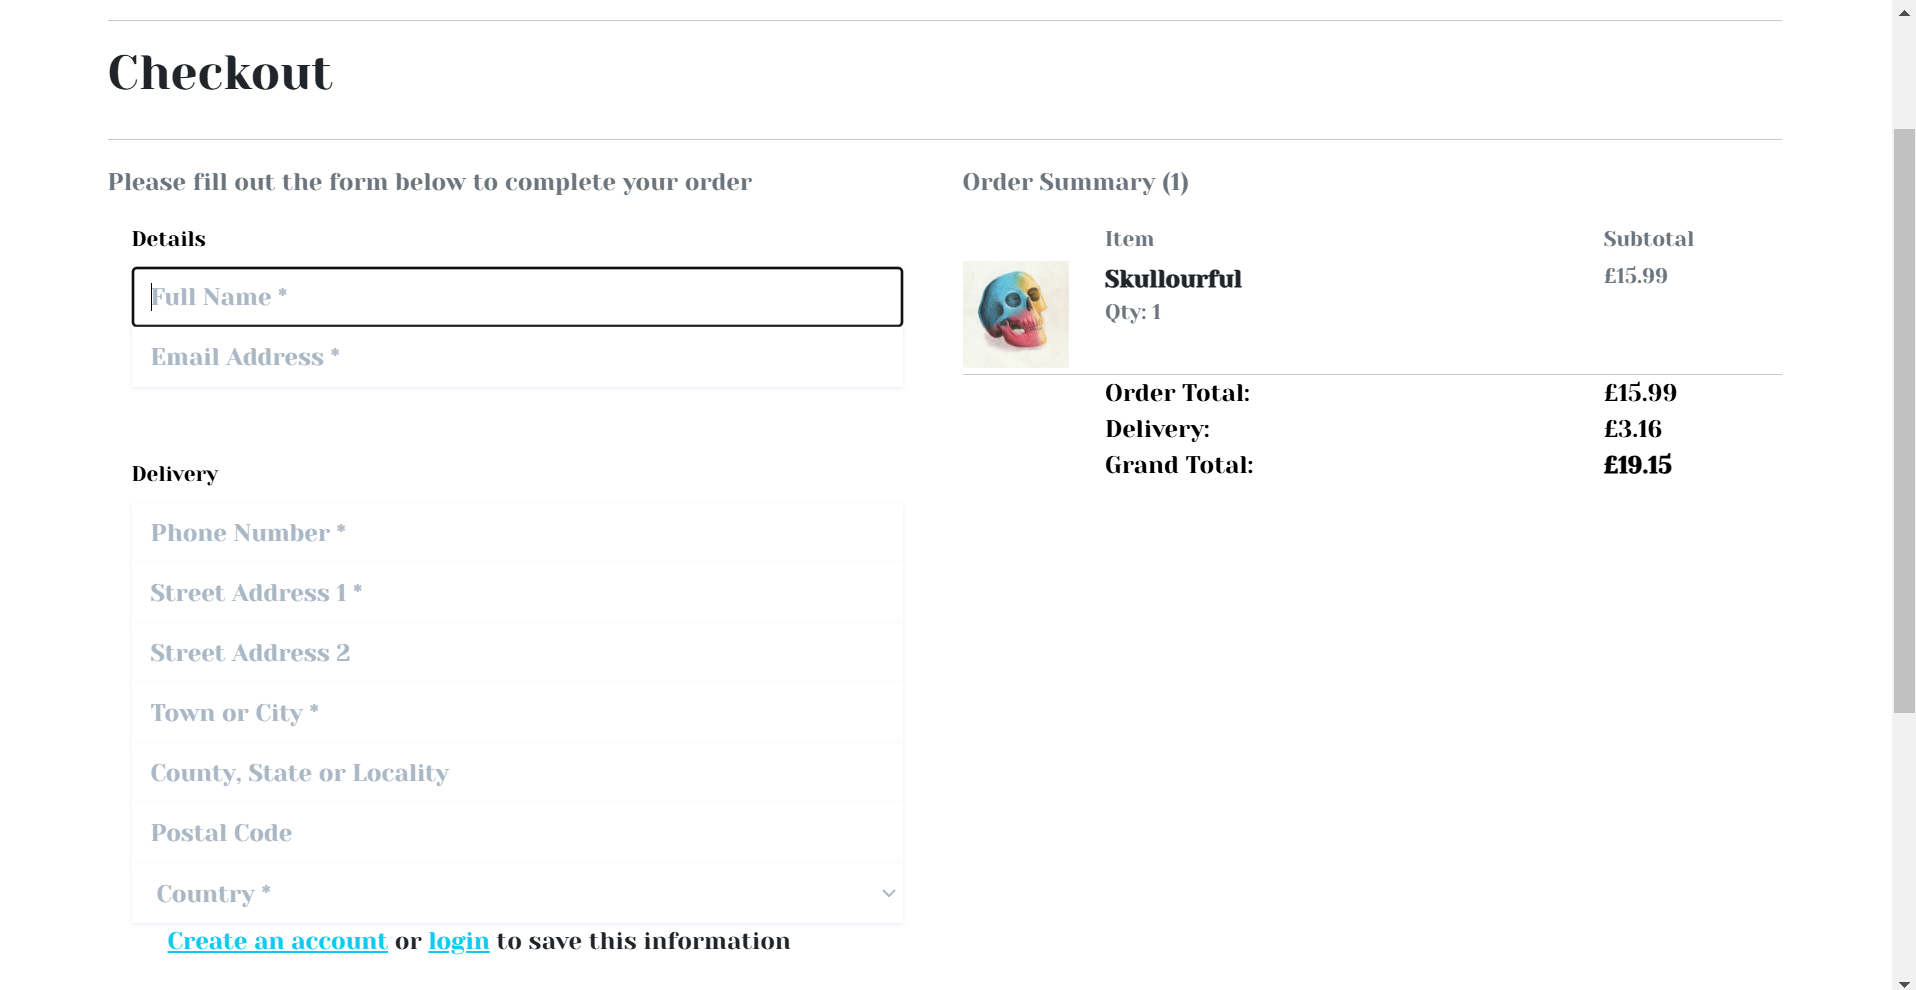 Checkout
Please fill out the form below to complete your order
Details
Full Name *
Email Address *
Delivery
Phone Number *
Street Address 1 *
Street Address 2
Town or City *
County, State or Locality
Postal Code
Country *
Create an account or login to save this information
Order Summary (1)
Item Subtotal
Skullourful £15.99
Qty: 1
Order Total: £15.99
Delivery: £3.16
Grand Total: £19.15